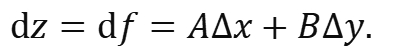 dz = df = AΔx + BΔy.